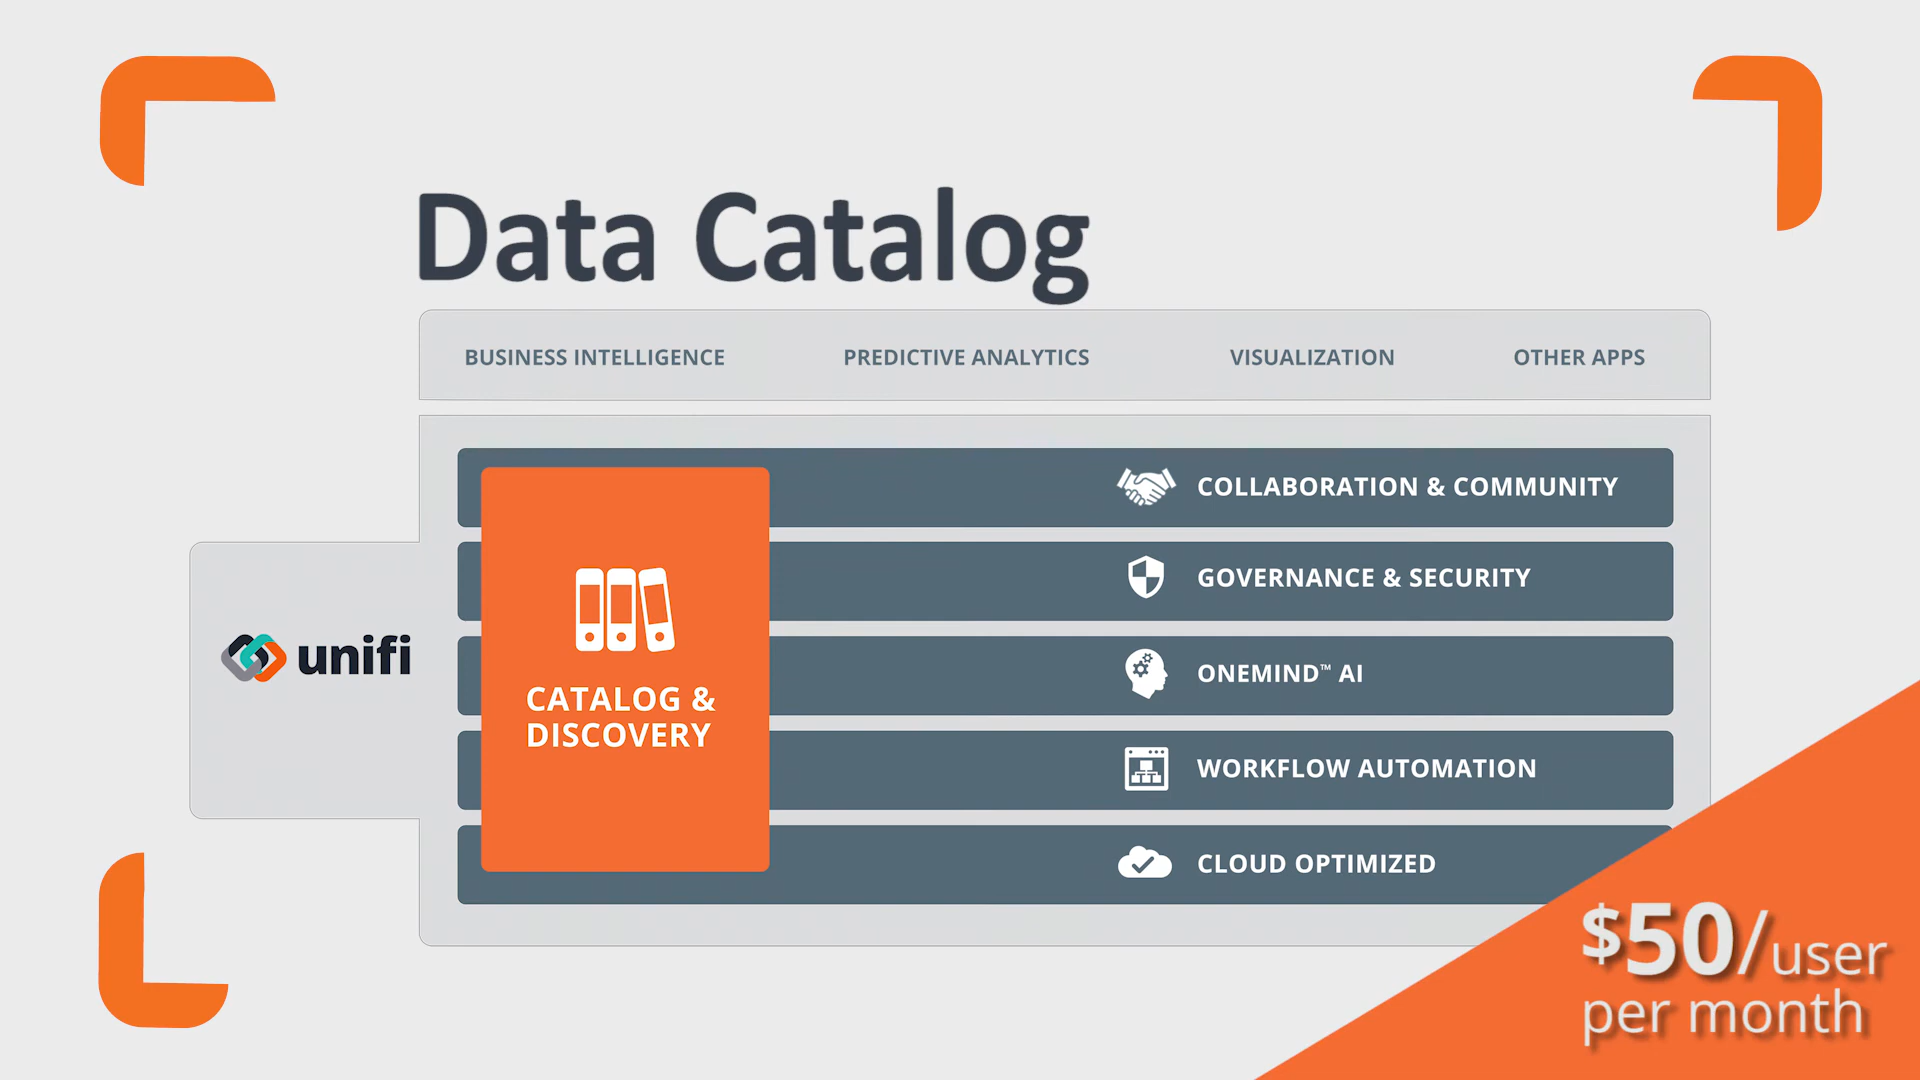 Data Catalog
BUSINESS INTELLIGENCE
PREDICTIVE ANALYTICS
VISUALIZATION
OTHER APPS
unifi
CATALOG &
DISCOVERY
COLLABORATION & COMMUNITY
GOVERNANCE & SECURITY
ONEMIND™ AI
WORKFLOW AUTOMATION
CLOUD OPTIMIZED
$50/user
per month